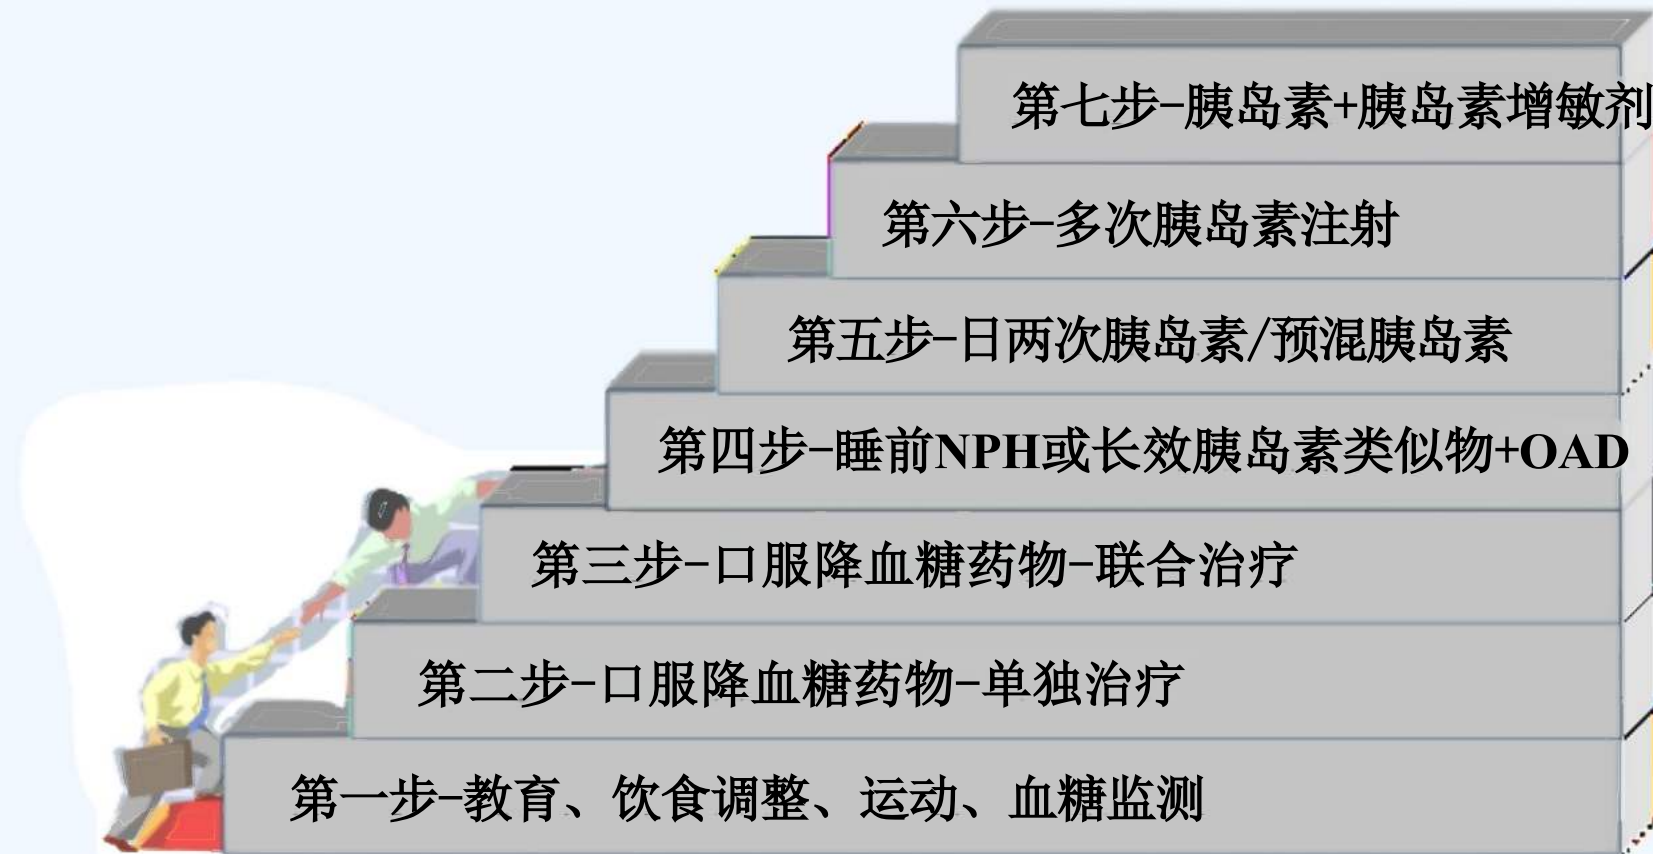 第七步-胰岛素+胰岛素增敏剂
第六步-多次胰岛素注射
第五步-日两次胰岛素/预混胰岛素
第四步-睡前NPH或长效胰岛素类似物+OAD
第三步-口服降血糖药物-联合治疗
第二步-口服降血糖药物-单独治疗
第一步-教育、饮食调整、运动、血糖监测